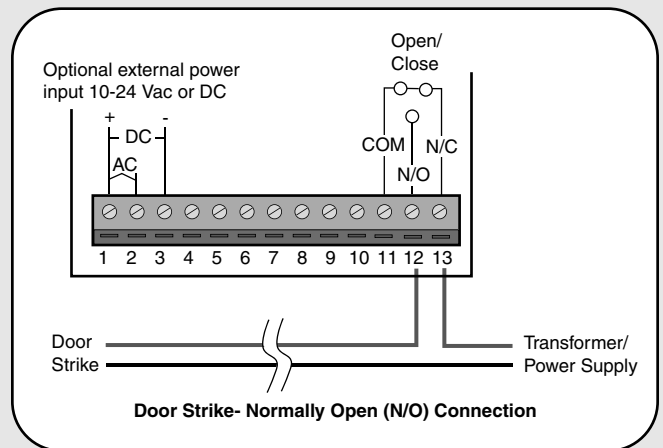 Open/
Close
Optional external power
input 10-24 Vac or DC
+ -
DC
AC
COM N/C
N/O
1 2 3 4 5 6 7 8 9 10 11 12 13
Door
Strike
Transformer/
Power Supply
Door Strike- Normally Open (N/O) Connection